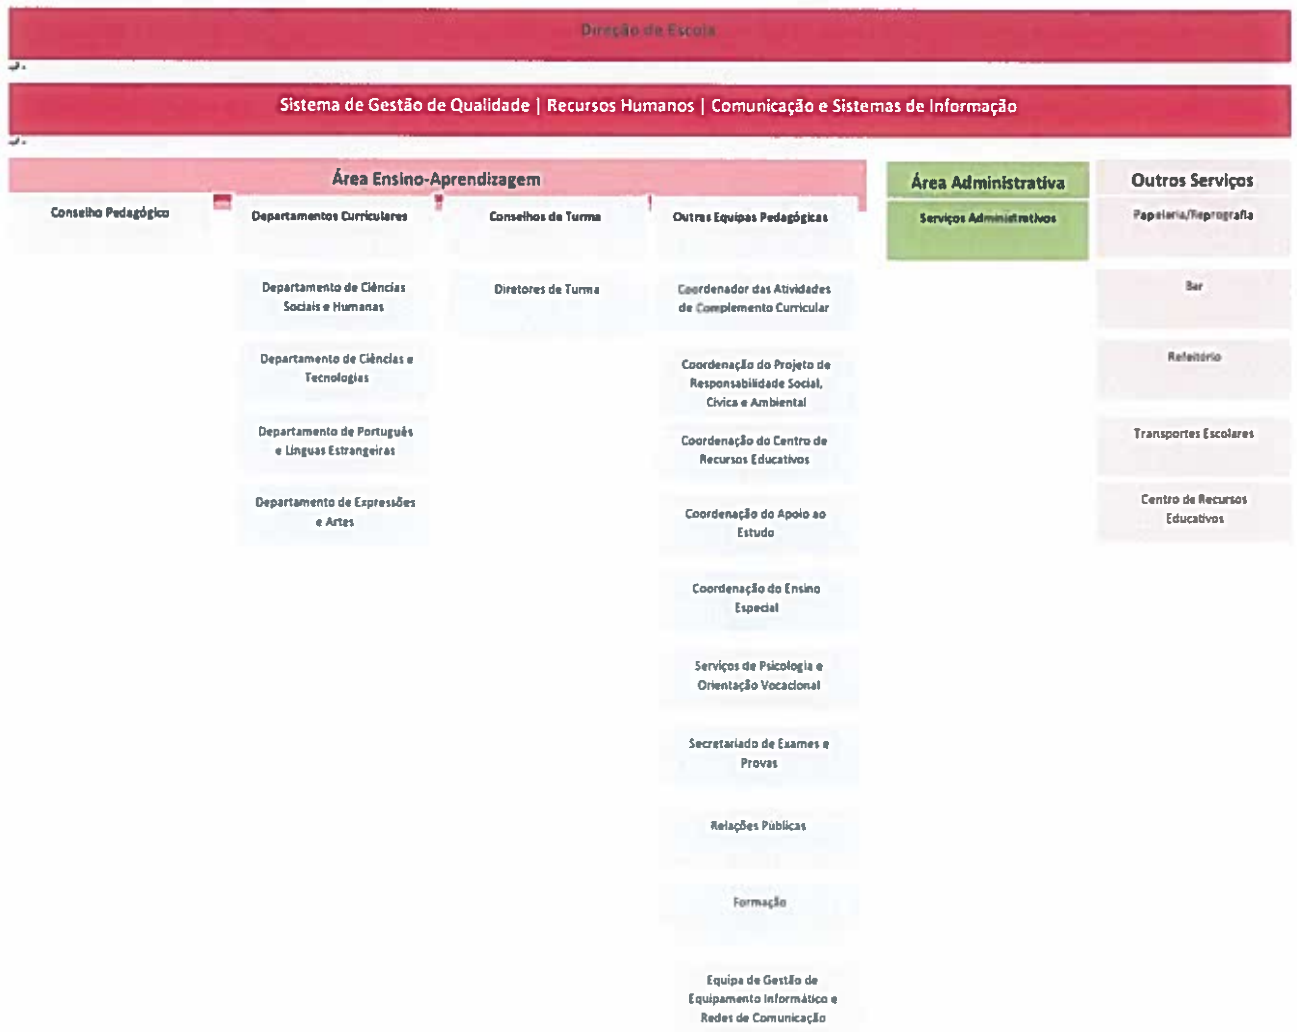 Direção de Escola
Sistema de Gestão de Qualidade | Recursos Humanos | Comunicação e Sistemas de Informação
Área Ensino-Aprendizagem
Conselho Pedagógico
Departamentos Curriculares
Departamento de Ciências
Sociais e Humanas
Departamento de Ciências e
Tecnologias
Departamento de Português
e Línguas Estrangeiras
Departamento de Expressões
e Artes
Conselhos de Turma
Diretores de Turma
Outras Equipas Pedagógicas
Coordenador das Atividades
de Complemento Curricular
Coordenação do Projeto de
Responsabilidade Social,
Cívica e Ambiental
Coordenação do Centro de
Recursos Educativos
Coordenação do Apoio ao
Estudo
Coordenação do Ensino
Especial
Serviços de Psicologia e
Orientação Vocacional
Secretariado de Exames e
Provas
Relações Públicas
Formação
Equipa de Gestão de
Equipamento Informático e
Redes de Comunicação
Área Administrativa
Serviços Administrativos
Outros Serviços
Papelaria/Reprografia
Bar
Refeitório
Transportes Escolares
Centro de Recursos
Educativos